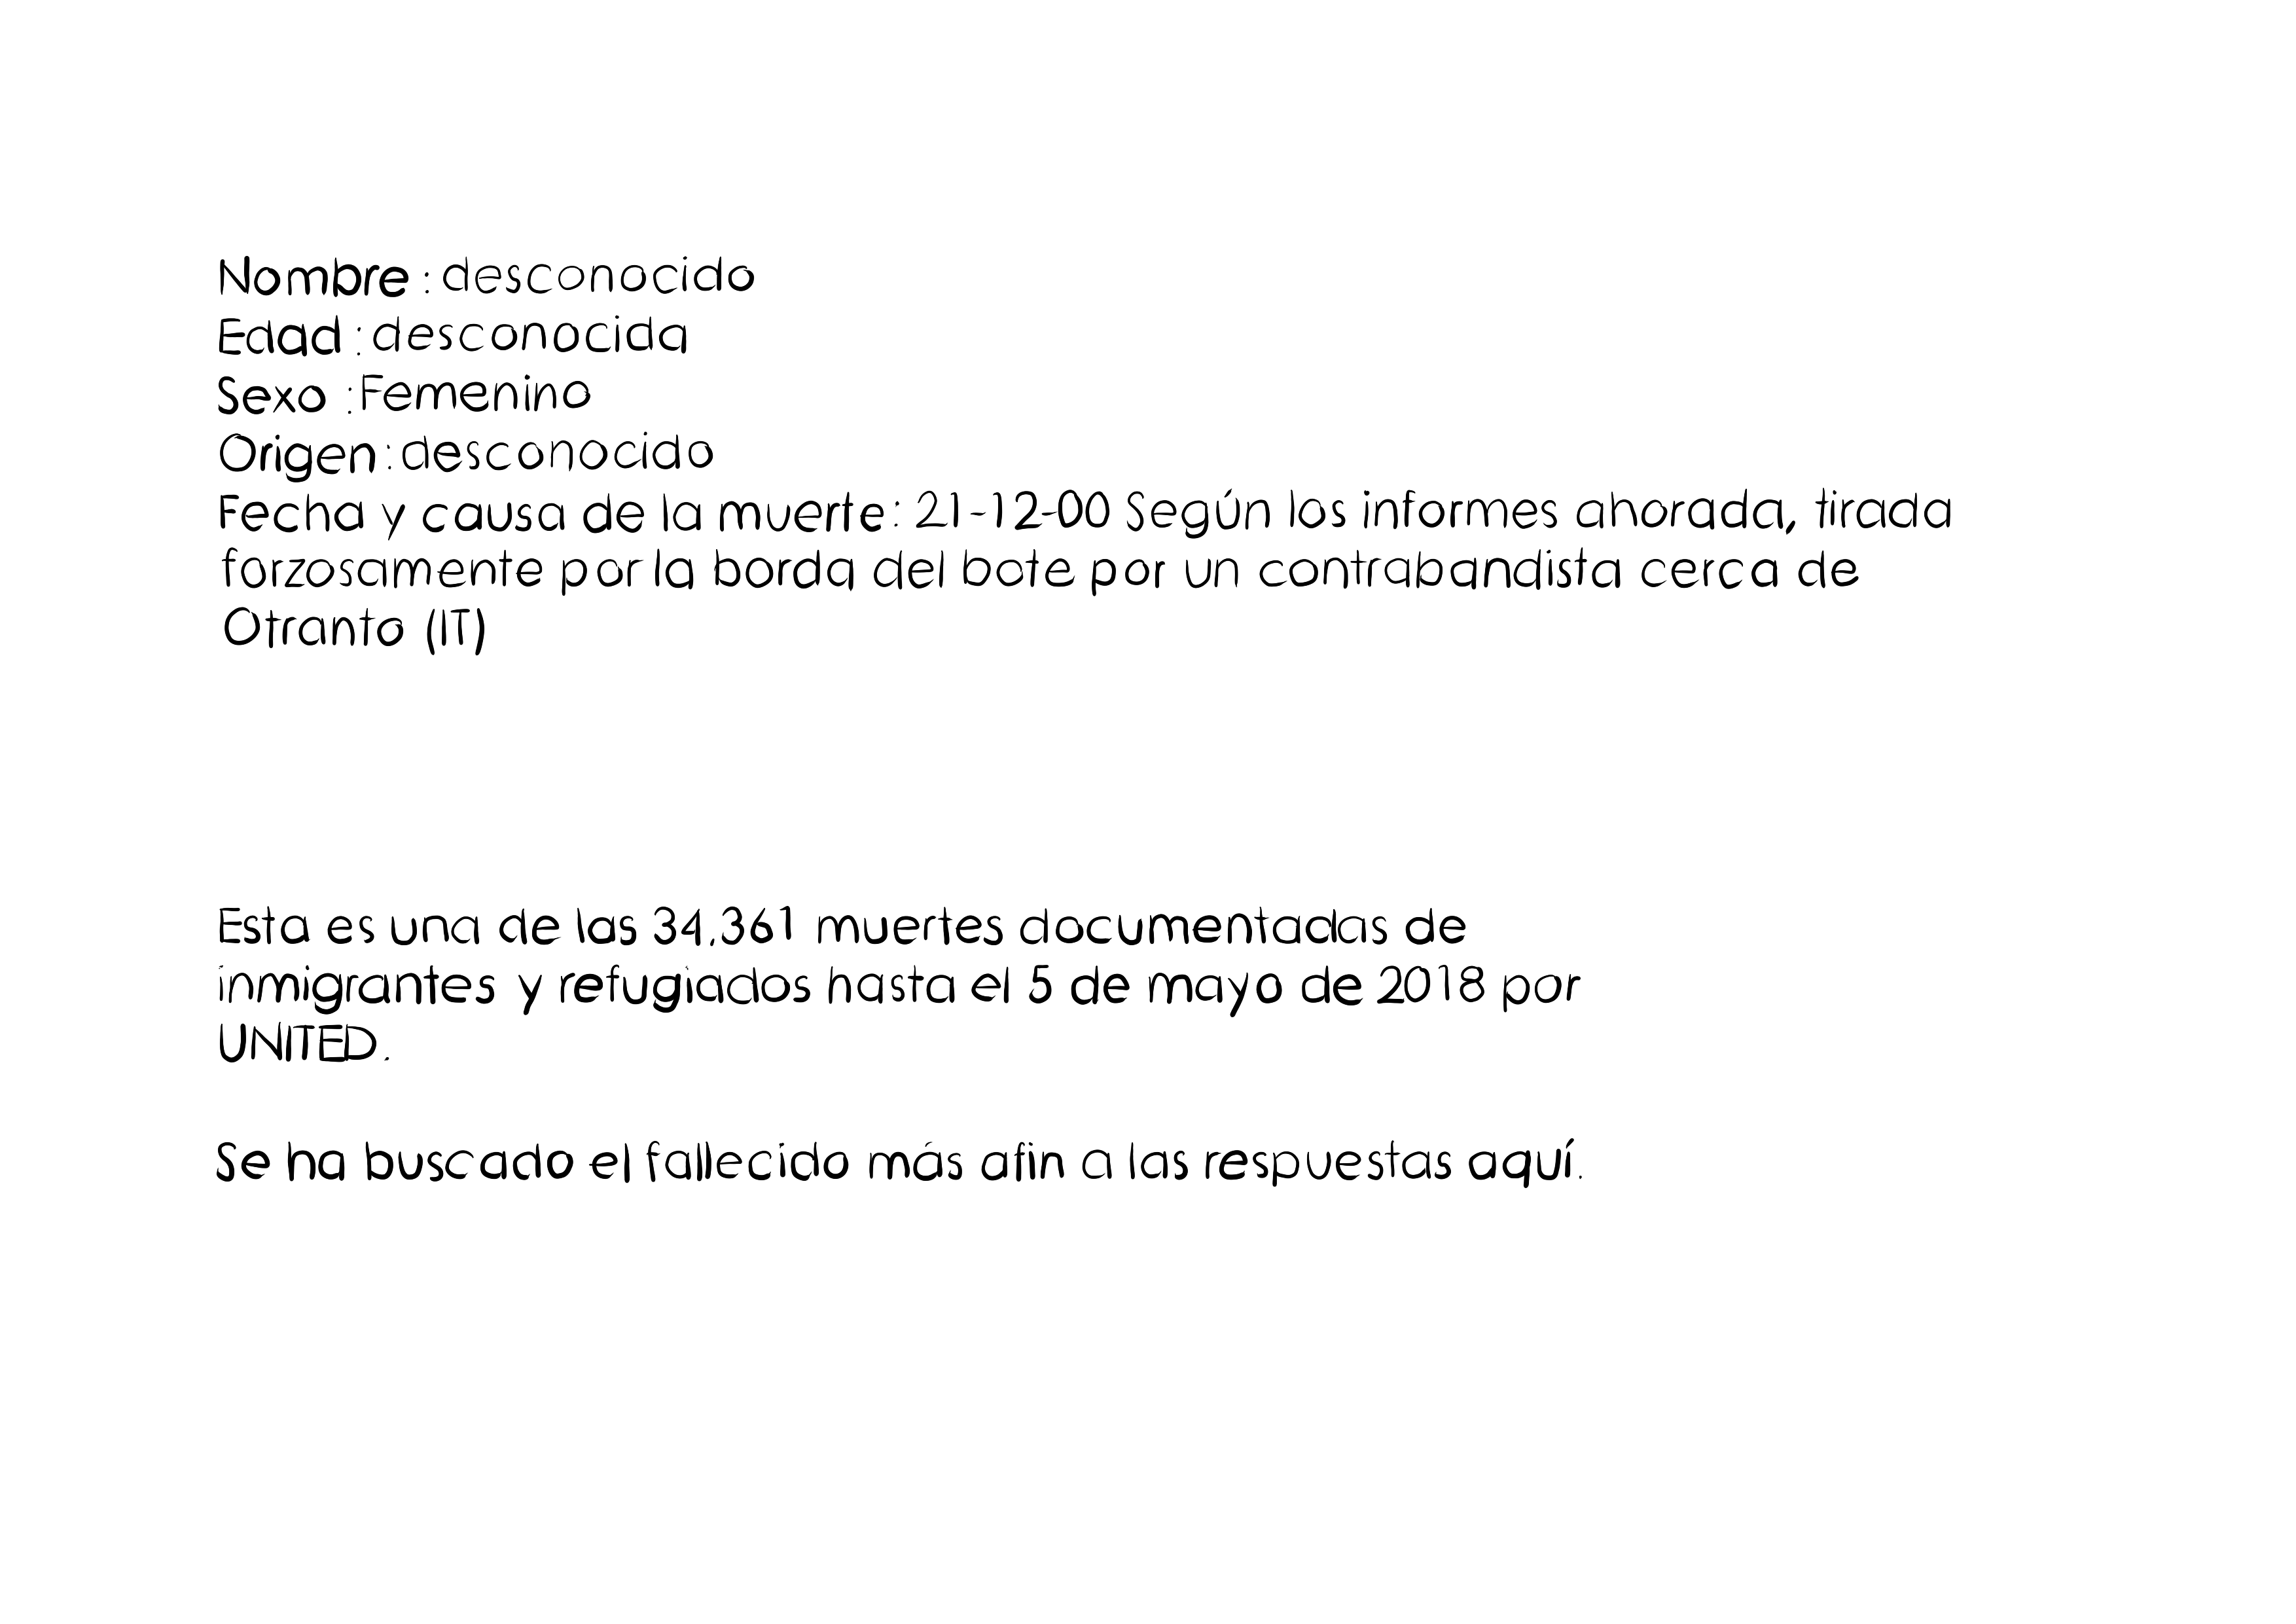 Nombre : desconocido
Edad : desconocida
Sexo : Femenino
Origen : desconocido
Fecha y causa de la muerte : 21-12-00 Según los informes ahorada, tirada
forzosamente por la borda del bote por un contrabandista cerca de
Otranto (IT)
Esta es una de las 34.361 muertes documentadas de
inmigrantes y refugiados hasta el 5 de mayo de 2018 por
UNITED.
Se ha buscado el fallecido más afin a las respuestas aquí.